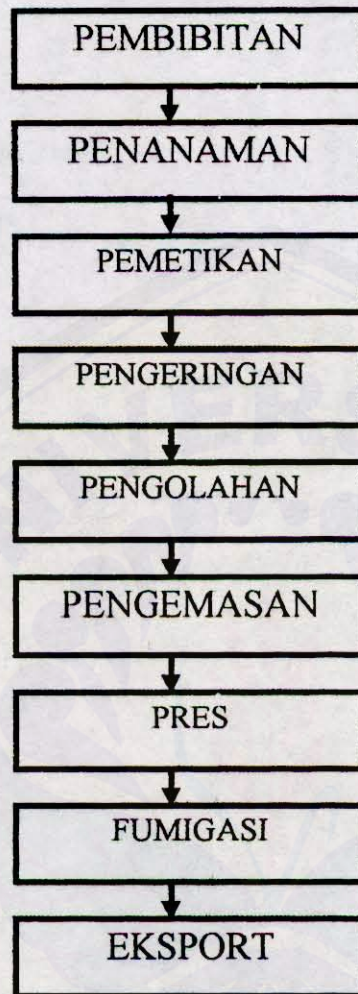 PEMBIBITAN
PENANAMAN
PEMETIKAN
PENGERINGAN
PENGOLAHAN
PENGEMASAN
PRES
FUMIGASI
EKSPORT